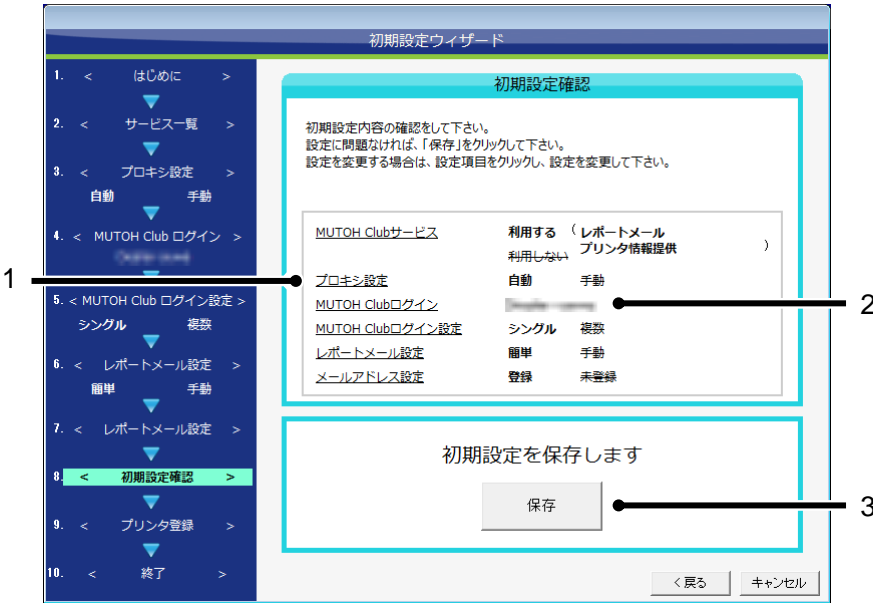 初期設定ウィザード
1. < はじめに >
2. < サービス一覧 >
3. < プロキシ設定 >
自動 手動
4. < MUTOH Club ログイン >
5. < MUTOH Club ログイン設定 >
シングル 複数
6. < レポートメール設定 >
簡単 手動
7. < レポートメール設定 >
8. < 初期設定確認 >
9. < プリンタ登録 >
10. < 終了 >
初期設定確認
初期設定内容の確認をして下さい。
設定に問題なければ、「保存」をクリックして下さい。
設定を変更する場合は、設定項目をクリックし、設定を変更して下さい。
MUTOH Clubサービス 利用する ( レポートメール
利用しない プリンタ情報提供 )
プロキシ設定 自動 手動
MUTOH Clubログイン
MUTOH Clubログイン設定 シングル 複数
レポートメール設定 簡単 手動
メールアドレス設定 登録 未登録
初期設定を保存します
保存
< 戻る キャンセル
1
2
3